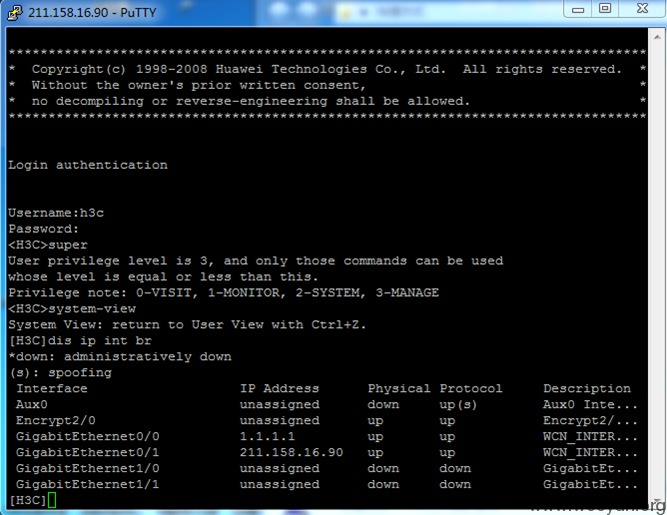 211.158.16.90 - PuTTY
********************************************************************************
*  Copyright(c) 1998-2008 Huawei Technologies Co., Ltd.  All rights reserved.  *
*  Without the owner's prior written consent,                                  *
*  no decompiling or reverse-engineering shall be allowed.                     *
********************************************************************************
Login authentication
Username:h3c
Password:
<H3C>super
User privilege level is 3, and only those commands can be used
whose level is equal or less than this.
Privilege note: 0-VISIT, 1-MONITOR, 2-SYSTEM, 3-MANAGE
<H3C>system-view
System View: return to User View with Ctrl+Z.
[H3C]dis ip int br
*down: administratively down
(s): spoofing
Interface                   IP Address      Physical Protocol     Description
Aux0                        unassigned      down     up(s)        Aux0 Inte...
Encrypt2/0                  unassigned      up       up           Encrypt2/...
GigabitEthernet0/0          1.1.1.1         up       up           WCN_INTER...
GigabitEthernet0/1          211.158.16.90   up       up           WCN_INTER...
GigabitEthernet1/0          unassigned      down     down         GigabitEt...
GigabitEthernet1/1          unassigned      down     down         GigabitEt...
[H3C]